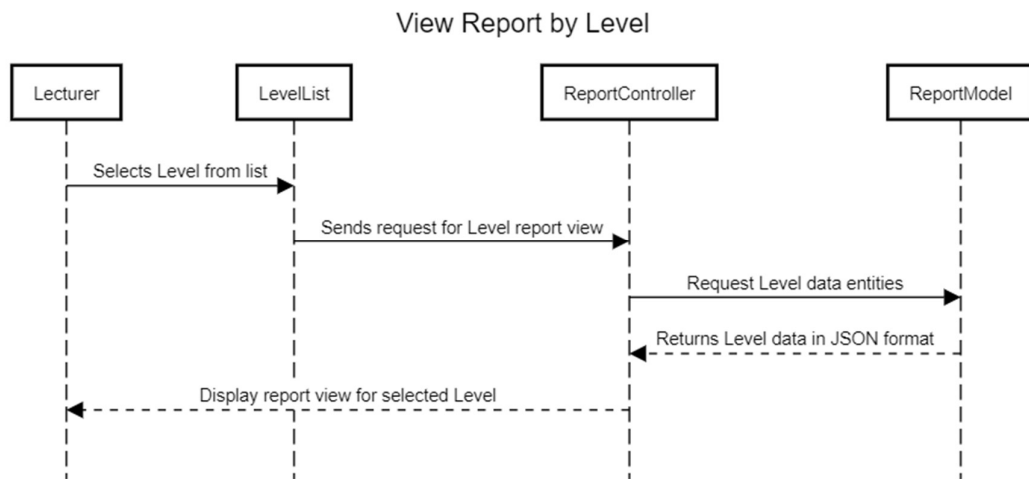 View Report by Level
Lecturer
LevelList
ReportController
ReportModel
Selects Level from list
Sends request for Level report view
Request Level data entities
Returns Level data in JSON format
Display report view for selected Level